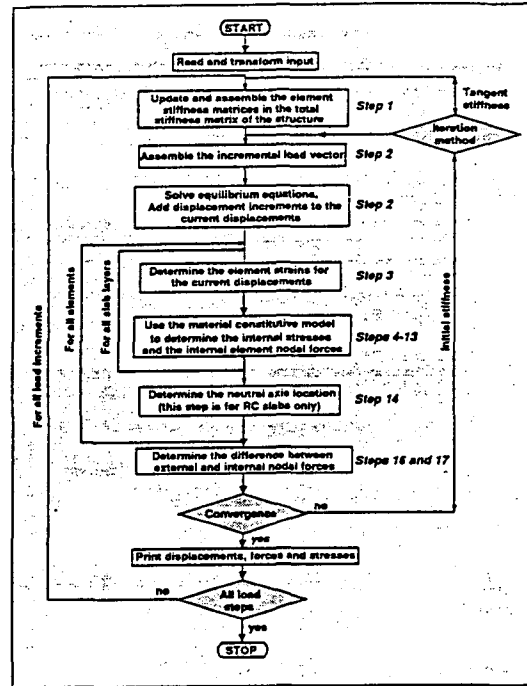 START
Read and transform input
Tangent
stiffness
Update and assemble the element
stiffness matrices in the total
stiffness matrix of the structure
Step 1
Iteration
method
Assemble the incremental load vector
Step 2
Solve equilibrium equations,
Add displacement increments to the
current displacements
Step 2
For all load increments
For all elements
For all slab layers
Initial stiffness
Determine the element strains for
the current displacements
Step 3
Use the material constitutive model
to determine the internal stresses
and the internal element nodal forces
Steps 4-13
Determine the neutral axis location
(this step is for RC slabs only)
Step 14
Determine the difference between
external and internal nodal forces
Steps 16 and 17
Convergence
no
yes
Print displacements, forces and stresses
All load
steps
no
yes
STOP